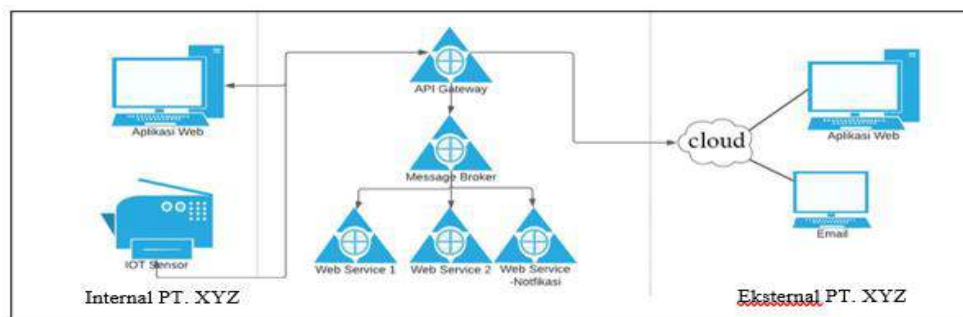 API Gateway
Aplikasi Web
cloud
Aplikasi Web
Message Broker
IOT Sensor
Web Service 1
Web Service 2
Web Service
-Notfikasi
Email
Internal PT. XYZ
Eksternal PT. XYZ